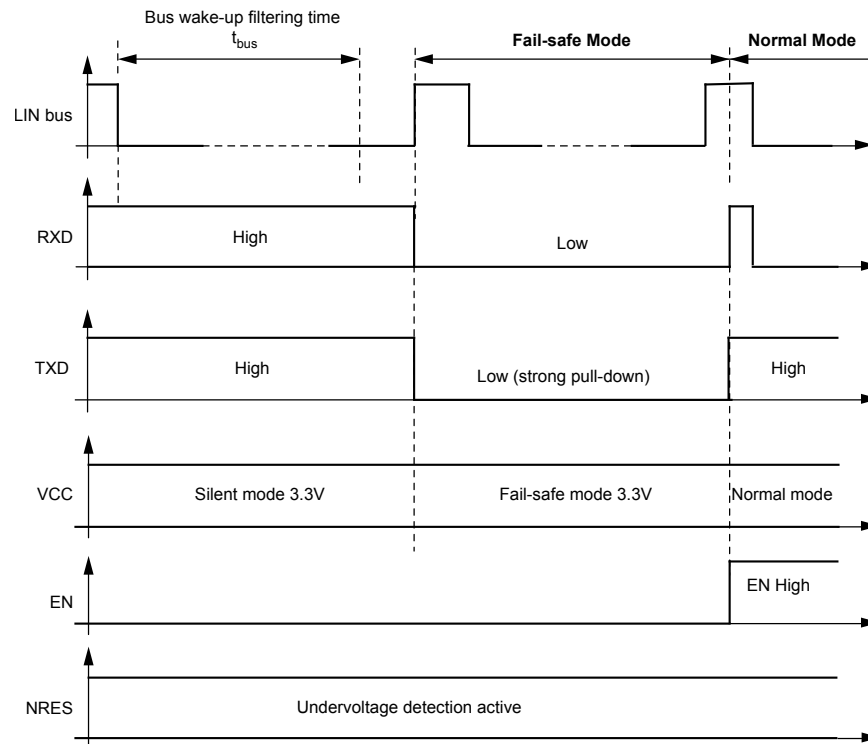 Bus wake-up filtering time
t_bus
Fail-safe Mode
Normal Mode
LIN bus
RXD
High
Low
TXD
High
Low (strong pull-down)
High
VCC
Silent mode 3.3V
Fail-safe mode 3.3V
Normal mode
EN
EN High
NRES
Undervoltage detection active